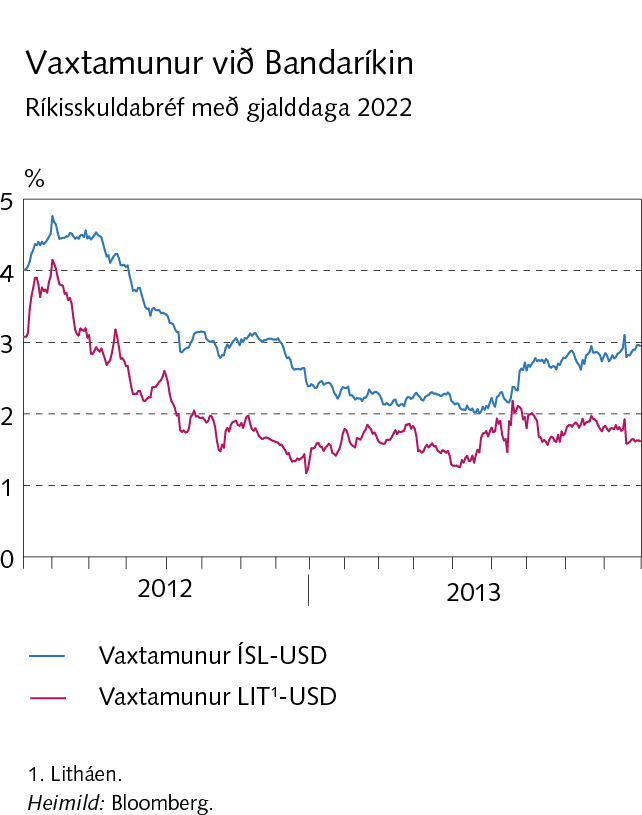 Vaxtamunur við Bandaríkin
Ríkisskuldabréf með gjalddaga 2022
%
5
4
3
2
1
0
2012
2013
Vaxtamunur ÍSL-USD
Vaxtamunur LIT¹-USD
1. Litháen.
Heimild: Bloomberg.